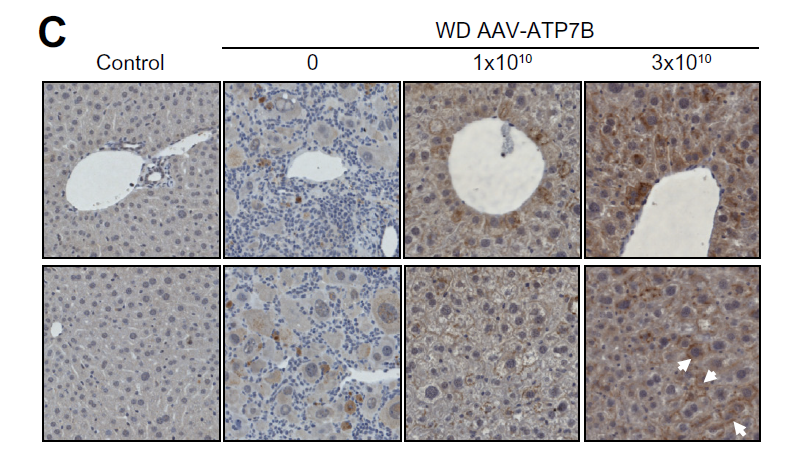 C
WD AAV-ATP7B
Control 0 1x10¹⁰ 3x10¹⁰